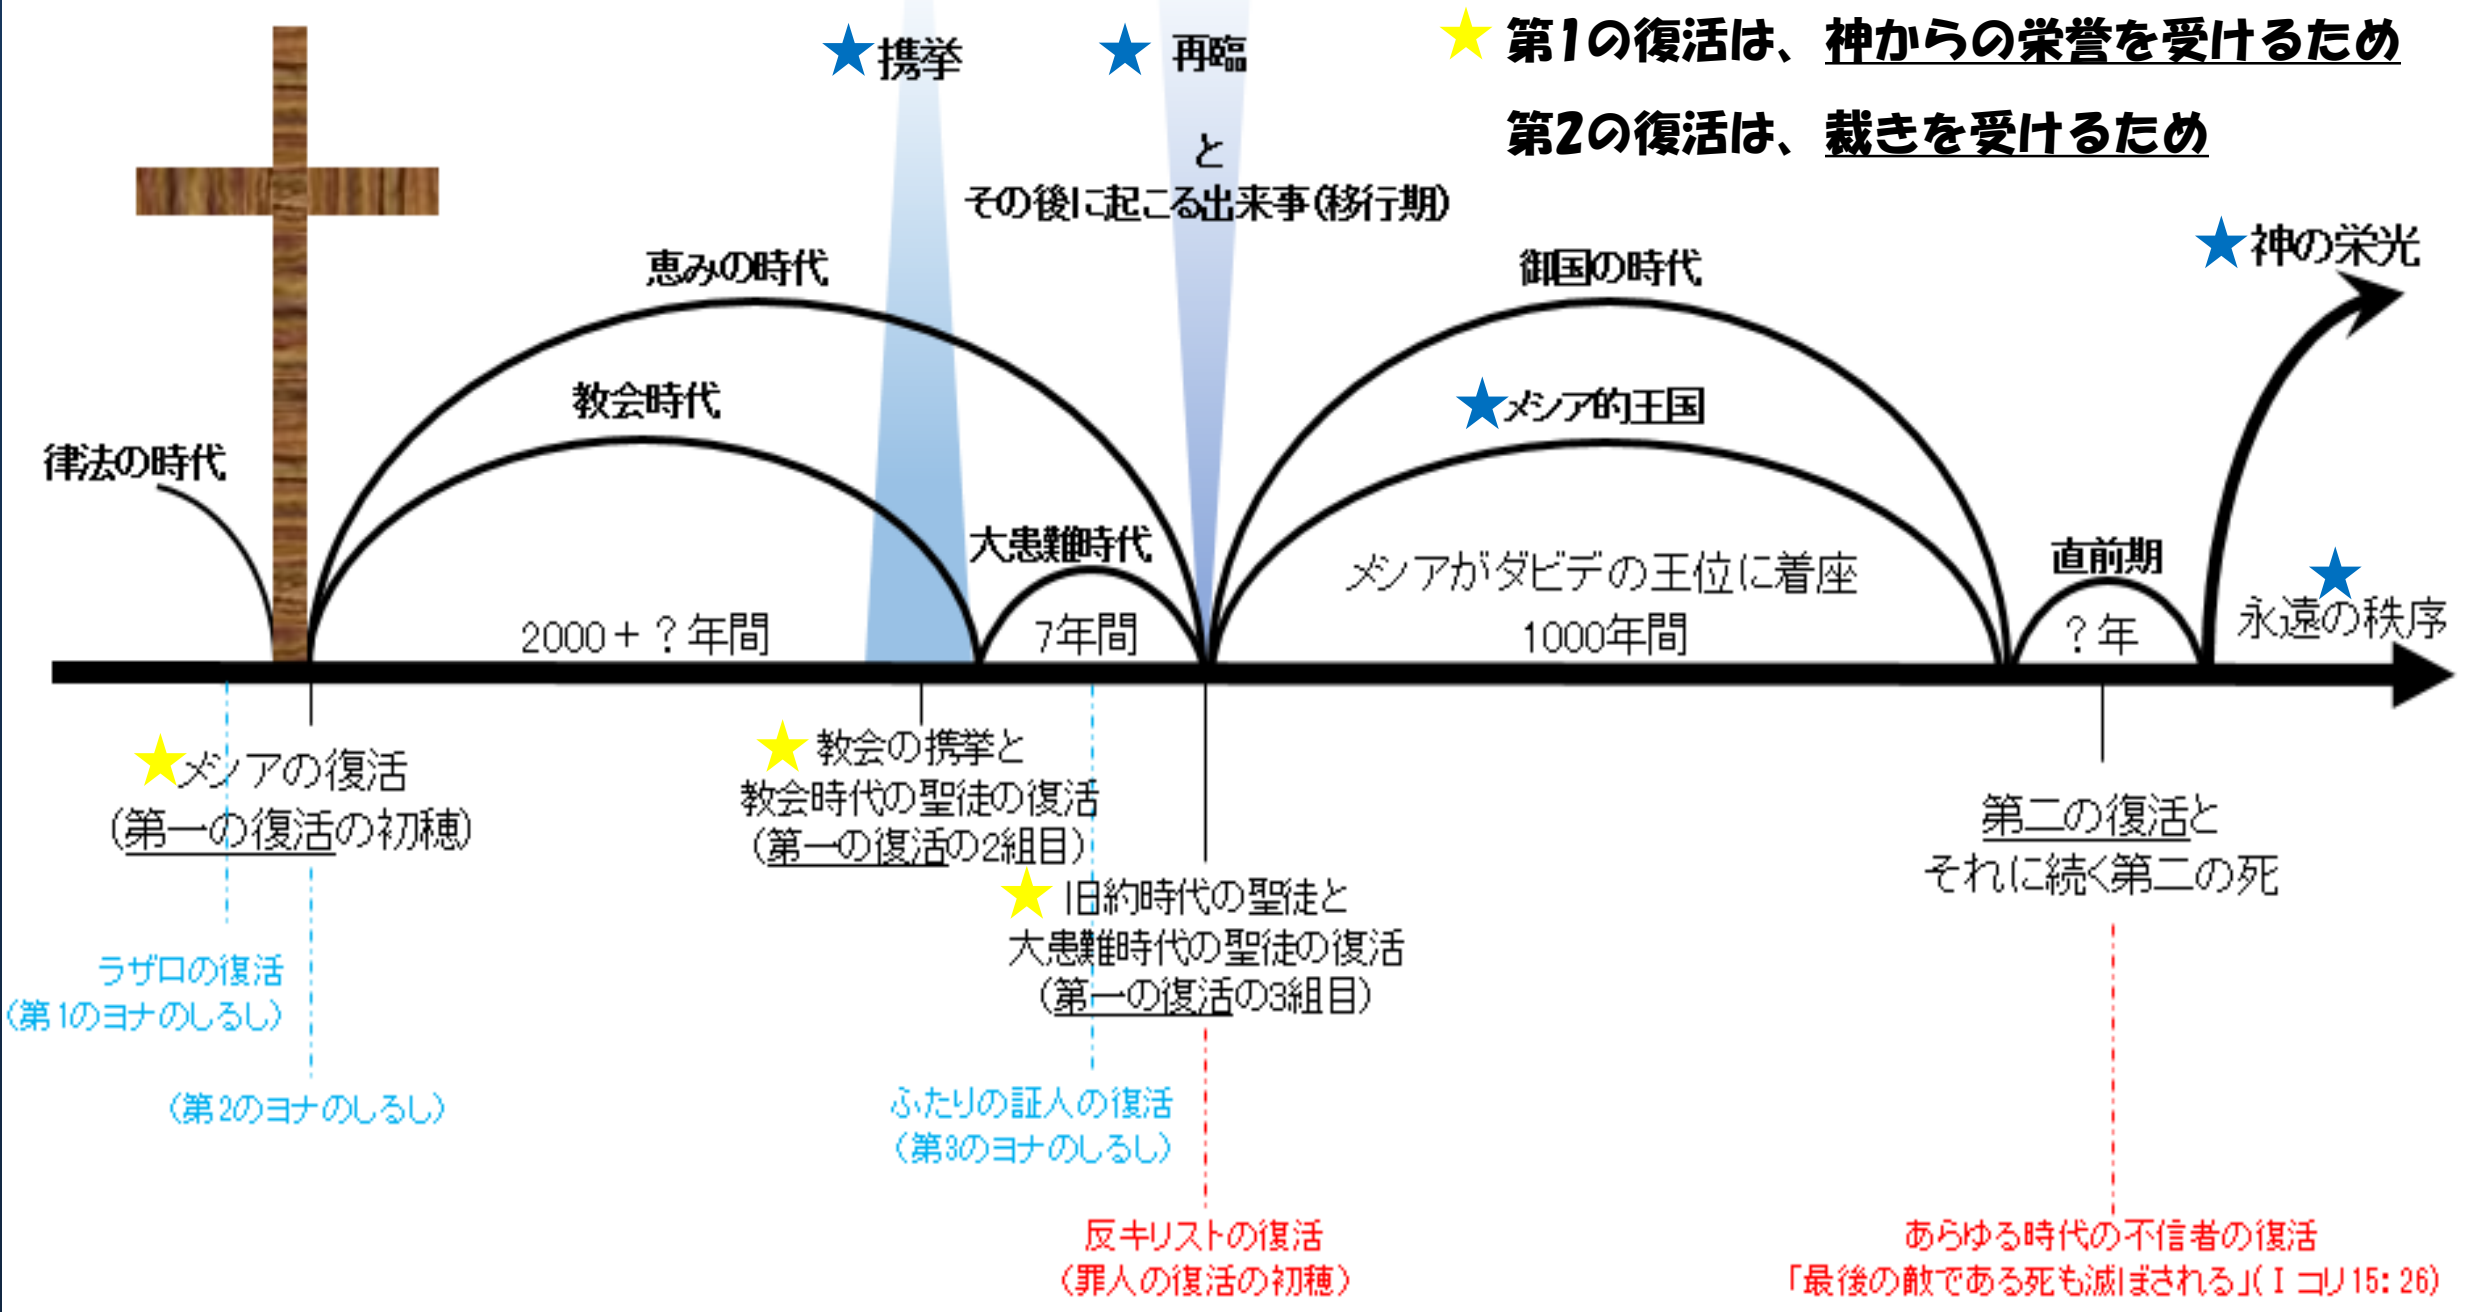 第1の復活は、神からの栄誉を受けるため
第2の復活は、裁きを受けるため
携挙
再臨
と
その後に起こる出来事(移行期)
神の栄光
恵みの時代
御国の時代
教会時代
メシア的王国
律法の時代
大患難時代
直前期
メシアがダビデの王位に着座
2000+?年間
7年間
1000年間
?年
永遠の秩序
メシアの復活
(第一の復活の初穂)
教会の携挙と
教会時代の聖徒の復活
(第一の復活の2組目)
旧約時代の聖徒と
大患難時代の聖徒の復活
(第一の復活の3組目)
第二の復活と
それに続く第二の死
ラザロの復活
(第1のヨナのしるし)
(第2のヨナのしるし)
ふたりの証人の復活
(第3のヨナのしるし)
反キリストの復活
(罪人の復活の初穂)
あらゆる時代の不信者の復活
「最後の敵である死も滅ぼされる」(Ⅰコリ15:26)